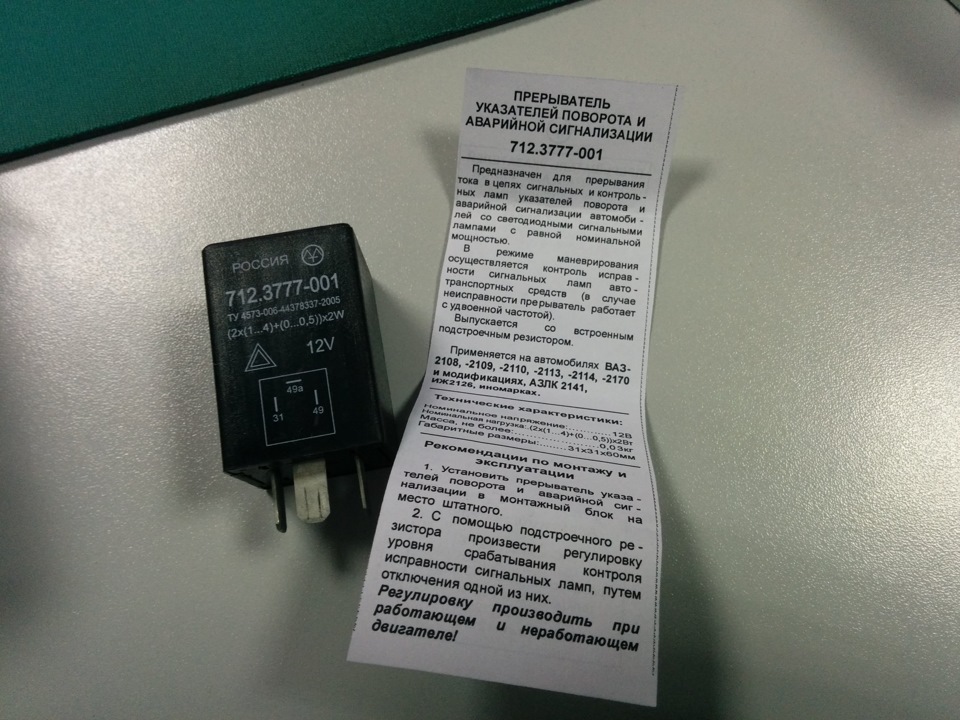 РОССИЯ
712.3777-001
ТУ 4573-006-44378337-2005
(2x(1...4)+(0...0,5))x2W
12V
49a
31
49
ПРЕРЫВАТЕЛЬ
УКАЗАТЕЛЕЙ ПОВОРОТА И
АВАРИЙНОЙ СИГНАЛИЗАЦИИ
712.3777-001
Предназначен для прерывания
тока в цепях сигнальных и контроль-
ных ламп указателей поворота и
аварийной сигнализации автомоби-
лей со светодиодными сигнальными
лампами с равной номинальной
мощностью.
В режиме маневрирования
осуществляется контроль исправ-
ности сигнальных ламп авто-
транспортных средств (в случае
неисправности прерыватель работает
с удвоенной частотой).
Выпускается со встроенным
подстроечным резистором.
Применяется на автомобилях ВАЗ-
2108, -2109, -2110, -2113, -2114, -2170
и модификациях, АЗЛК 2141,
ИЖ2126, иномарках.
Технические характеристики:
Номинальное напряжение:............12В
Номинальная нагрузка:.(2x(1...4)+(0...0,5))x2Вт
Масса, не более:.....................0,03кг
Габаритные размеры:.......31x31x60мм
Рекомендации по монтажу и
эксплуатации
1. Установить прерыватель указа-
телей поворота и аварийной сиг-
нализации в монтажный блок на
место штатного.
2. С помощью подстроечного ре-
зистора произвести регулировку
уровня срабатывания контроля
исправности сигнальных ламп, путем
отключения одной из них.
Регулировку производить при
работающем и неработающем
двигателе!